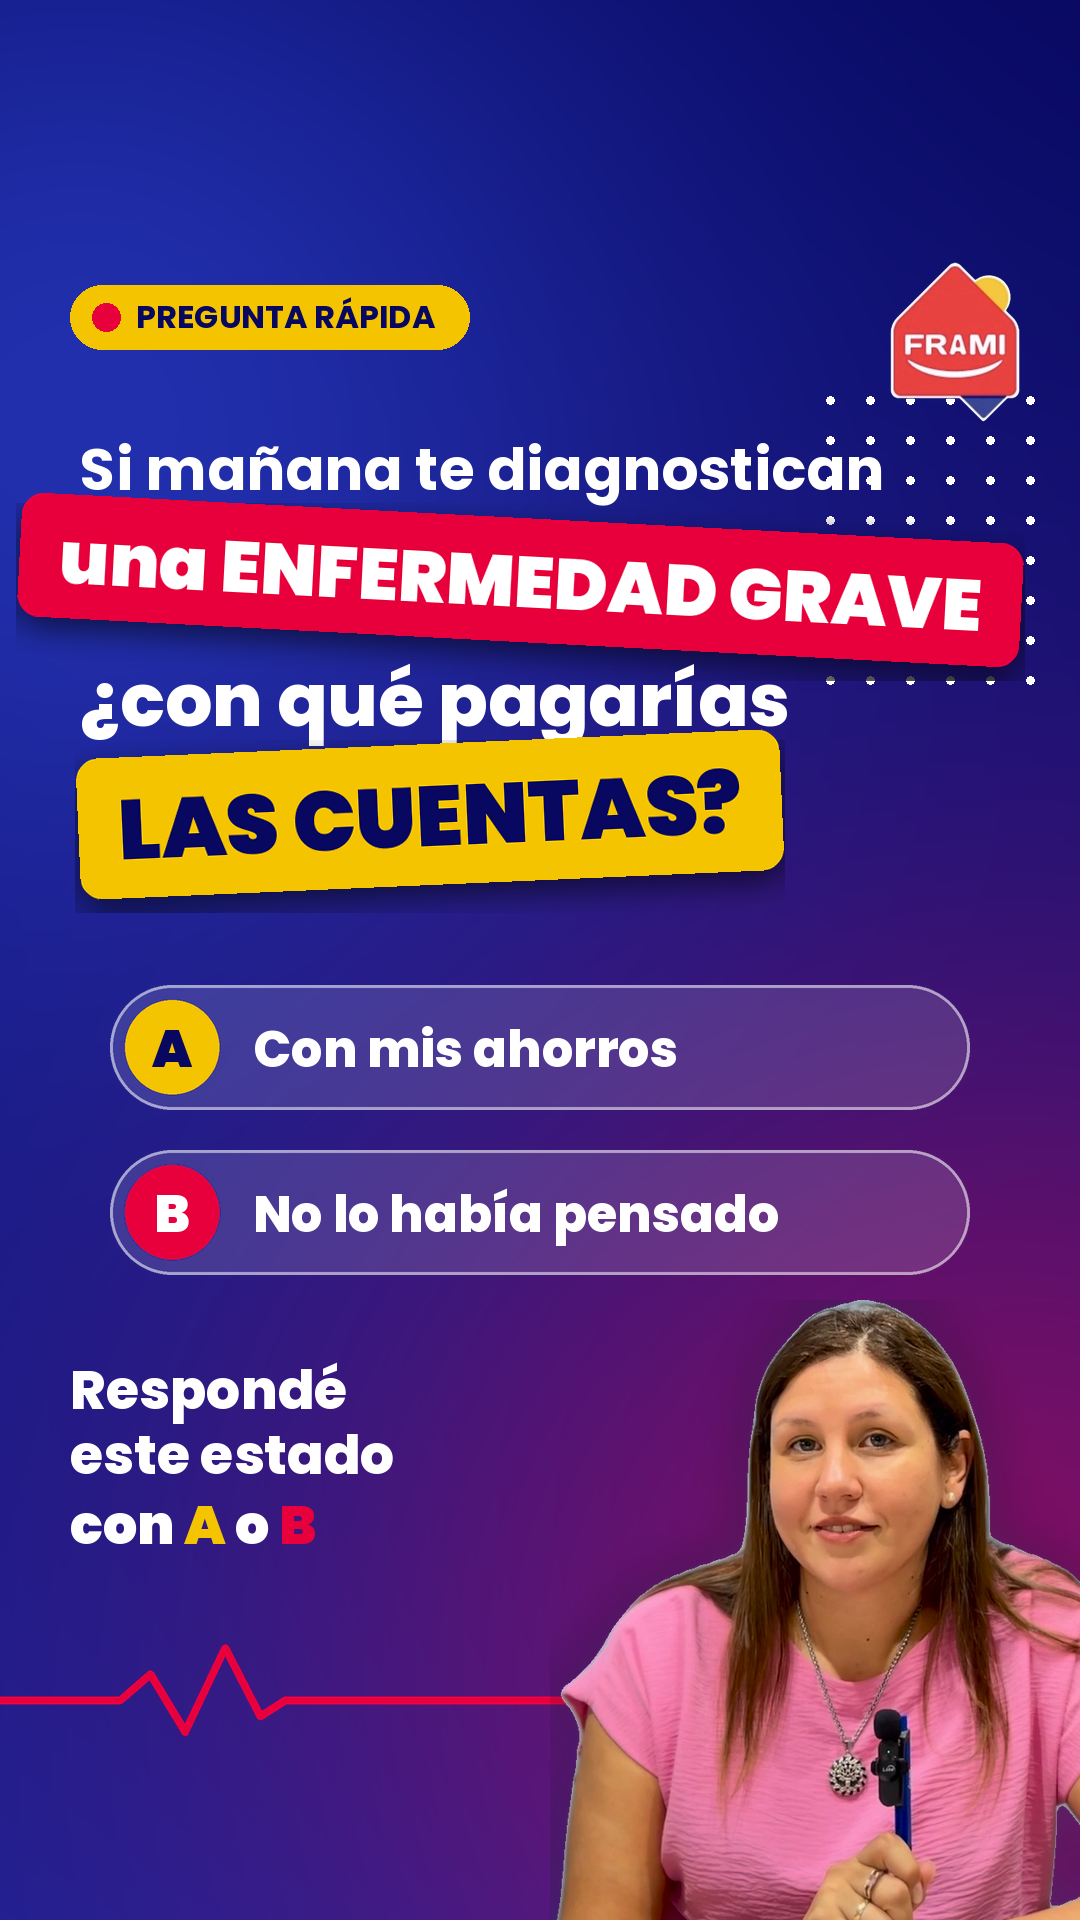 PREGUNTA RÁPIDA
FRAMI
Si mañana te diagnostican
una ENFERMEDAD GRAVE
¿con qué pagarías
LAS CUENTAS?
A Con mis ahorros
B No lo había pensado
Respondé
este estado
con A o B